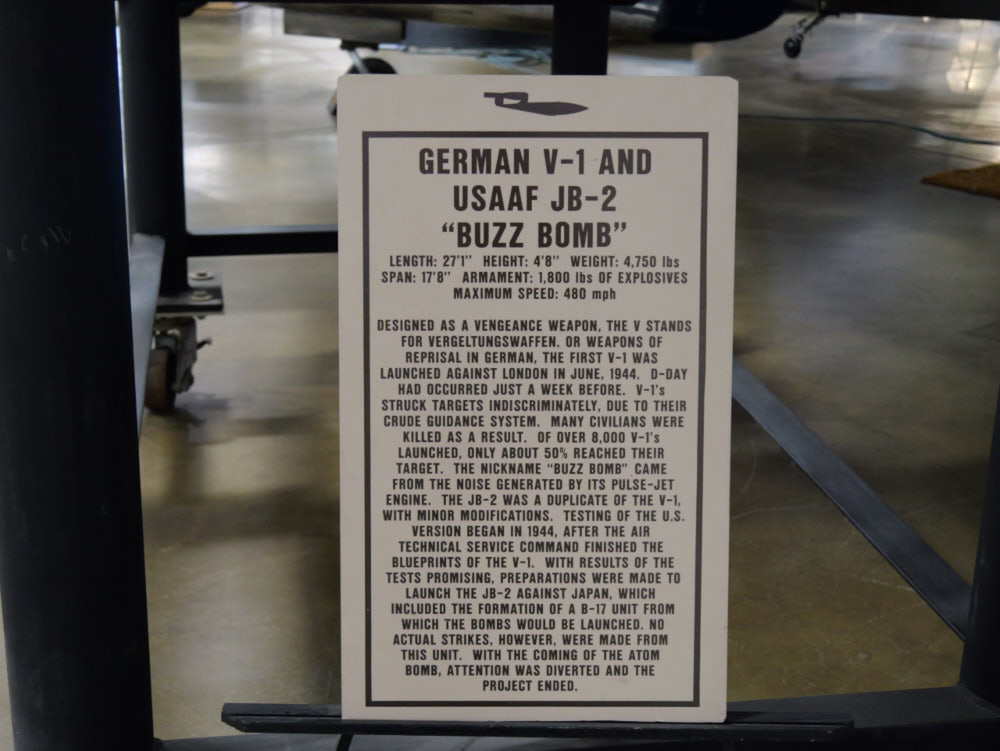 GERMAN V-1 AND
USAAF JB-2
“BUZZ BOMB”
LENGTH: 27'1" HEIGHT: 4'8" WEIGHT: 4,750 lbs
SPAN: 17'8" ARMAMENT: 1,800 lbs OF EXPLOSIVES
MAXIMUM SPEED: 480 mph
DESIGNED AS A VENGEANCE WEAPON, THE V STANDS
FOR VERGELTUNGSWAFFEN. OR WEAPONS OF
REPRISAL IN GERMAN, THE FIRST V-1 WAS
LAUNCHED AGAINST LONDON IN JUNE, 1944. D-DAY
HAD OCCURRED JUST A WEEK BEFORE. V-1's
STRUCK TARGETS INDISCRIMINATELY, DUE TO THEIR
CRUDE GUIDANCE SYSTEM. MANY CIVILIANS WERE
KILLED AS A RESULT. OF OVER 8,000 V-1's
LAUNCHED, ONLY ABOUT 50% REACHED THEIR
TARGET. THE NICKNAME "BUZZ BOMB" CAME
FROM THE NOISE GENERATED BY ITS PULSE-JET
ENGINE. THE JB-2 WAS A DUPLICATE OF THE V-1,
WITH MINOR MODIFICATIONS. TESTING OF THE U.S.
VERSION BEGAN IN 1944, AFTER THE AIR
TECHNICAL SERVICE COMMAND FINISHED THE
BLUEPRINTS OF THE V-1. WITH RESULTS OF THE
TESTS PROMISING, PREPARATIONS WERE MADE TO
LAUNCH THE JB-2 AGAINST JAPAN, WHICH
INCLUDED THE FORMATION OF A B-17 UNIT FROM
WHICH THE BOMBS WOULD BE LAUNCHED. NO
ACTUAL STRIKES, HOWEVER, WERE MADE FROM
THIS UNIT. WITH THE COMING OF THE ATOM
BOMB, ATTENTION WAS DIVERTED AND THE
PROJECT ENDED.